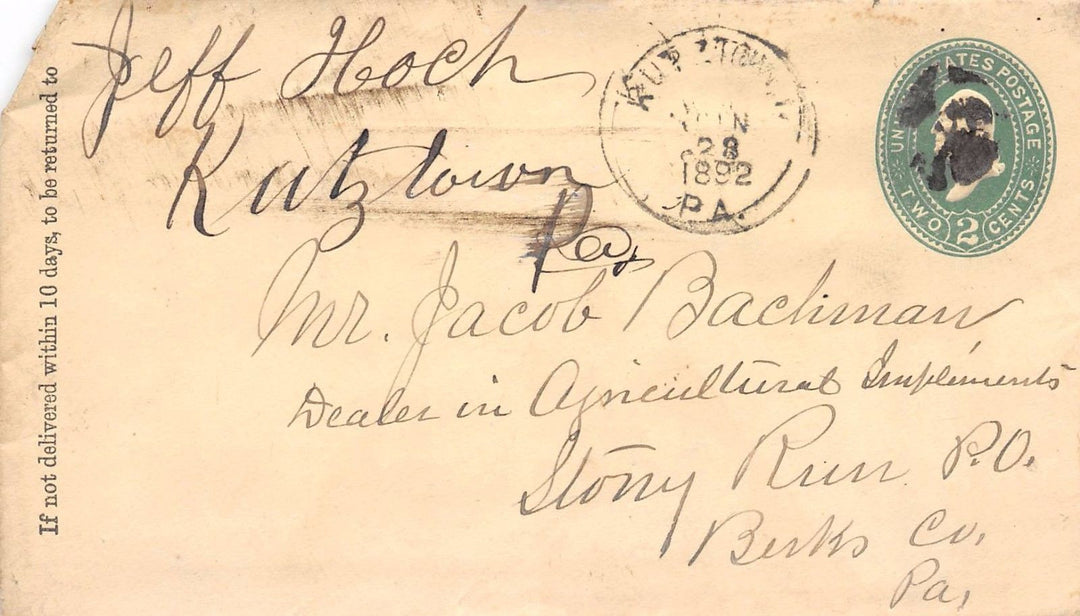 If not delivered within 10 days, to be returned to
Jeff Hoch
Kutztown
Pa,
KUTZTOWN
28
1892
PA.
UNITED STATES POSTAGE
TWO 2 CENTS
Mr. Jacob Bachman
Dealer in Agricultural Implements
Stony Run P.O.
Berks Co,
Pa,